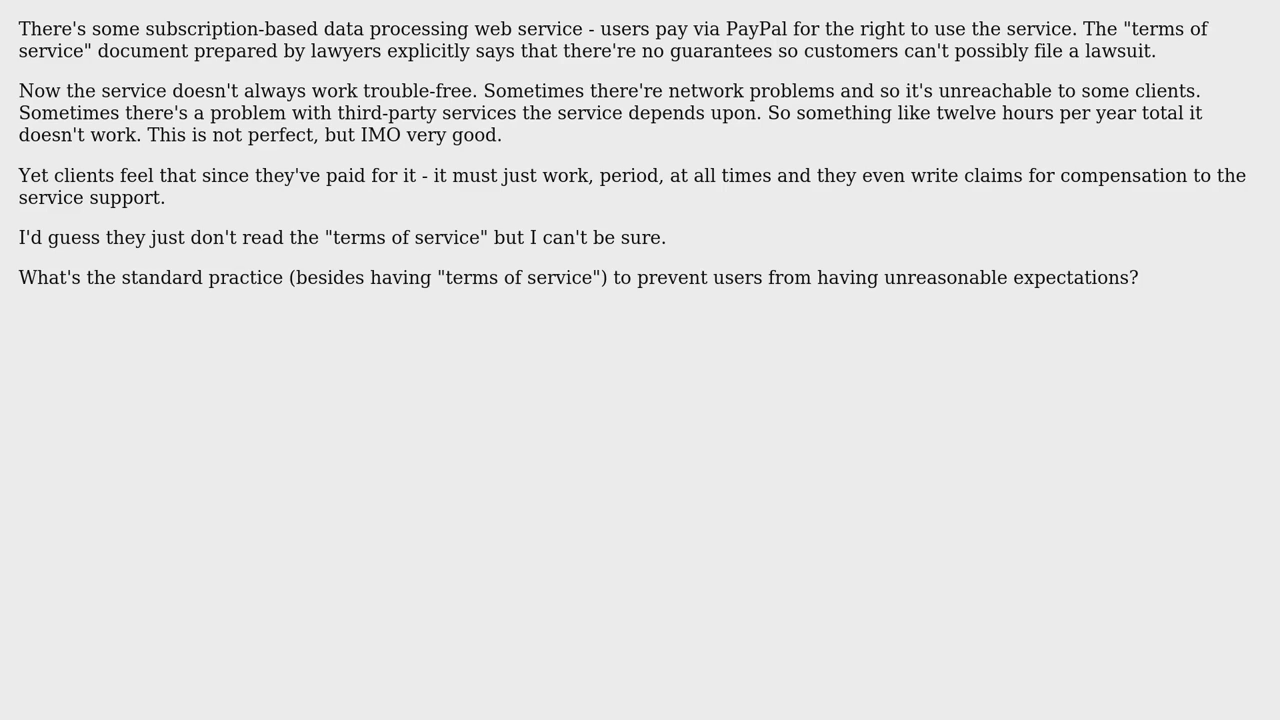 There's some subscription-based data processing web service - users pay via PayPal for the right to use the service. The "terms of
service" document prepared by lawyers explicitly says that there're no guarantees so customers can't possibly file a lawsuit.
Now the service doesn't always work trouble-free. Sometimes there're network problems and so it's unreachable to some clients.
Sometimes there's a problem with third-party services the service depends upon. So something like twelve hours per year total it
doesn't work. This is not perfect, but IMO very good.
Yet clients feel that since they've paid for it - it must just work, period, at all times and they even write claims for compensation to the
service support.
I'd guess they just don't read the "terms of service" but I can't be sure.
What's the standard practice (besides having "terms of service") to prevent users from having unreasonable expectations?